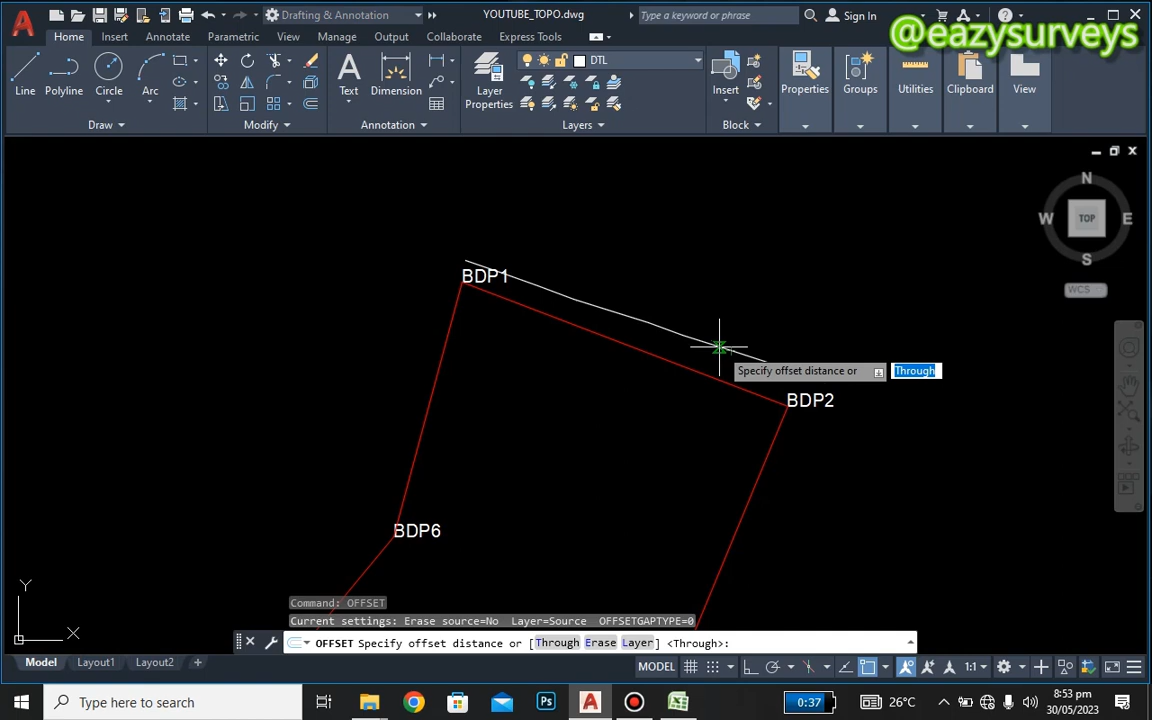 Drafting & Annotation
YOUTUBE_TOPO.dwg
Type a keyword or phrase
Sign In
@eazysurveys
Home
Insert
Annotate
Parametric
View
Manage
Output
Collaborate
Express Tools
Line
Polyline
Circle
Arc
Text
Dimension
Layer
Properties
DTL
Insert
Properties
Groups
Utilities
Clipboard
View
Draw
Modify
Annotation
Layers
Block
N
W
TOP
E
S
WCS
BDP1
Specify offset distance or
Through
BDP2
BDP6
Y
X
Command: OFFSET
Current settings: Erase source=No  Layer=Source  OFFSETGAPTYPE=0
OFFSET Specify offset distance or [Through Erase Layer] <Through>:
Model
Layout1
Layout2
MODEL
1:1
Type here to search
0:37
26°C
8:53 pm
30/05/2023